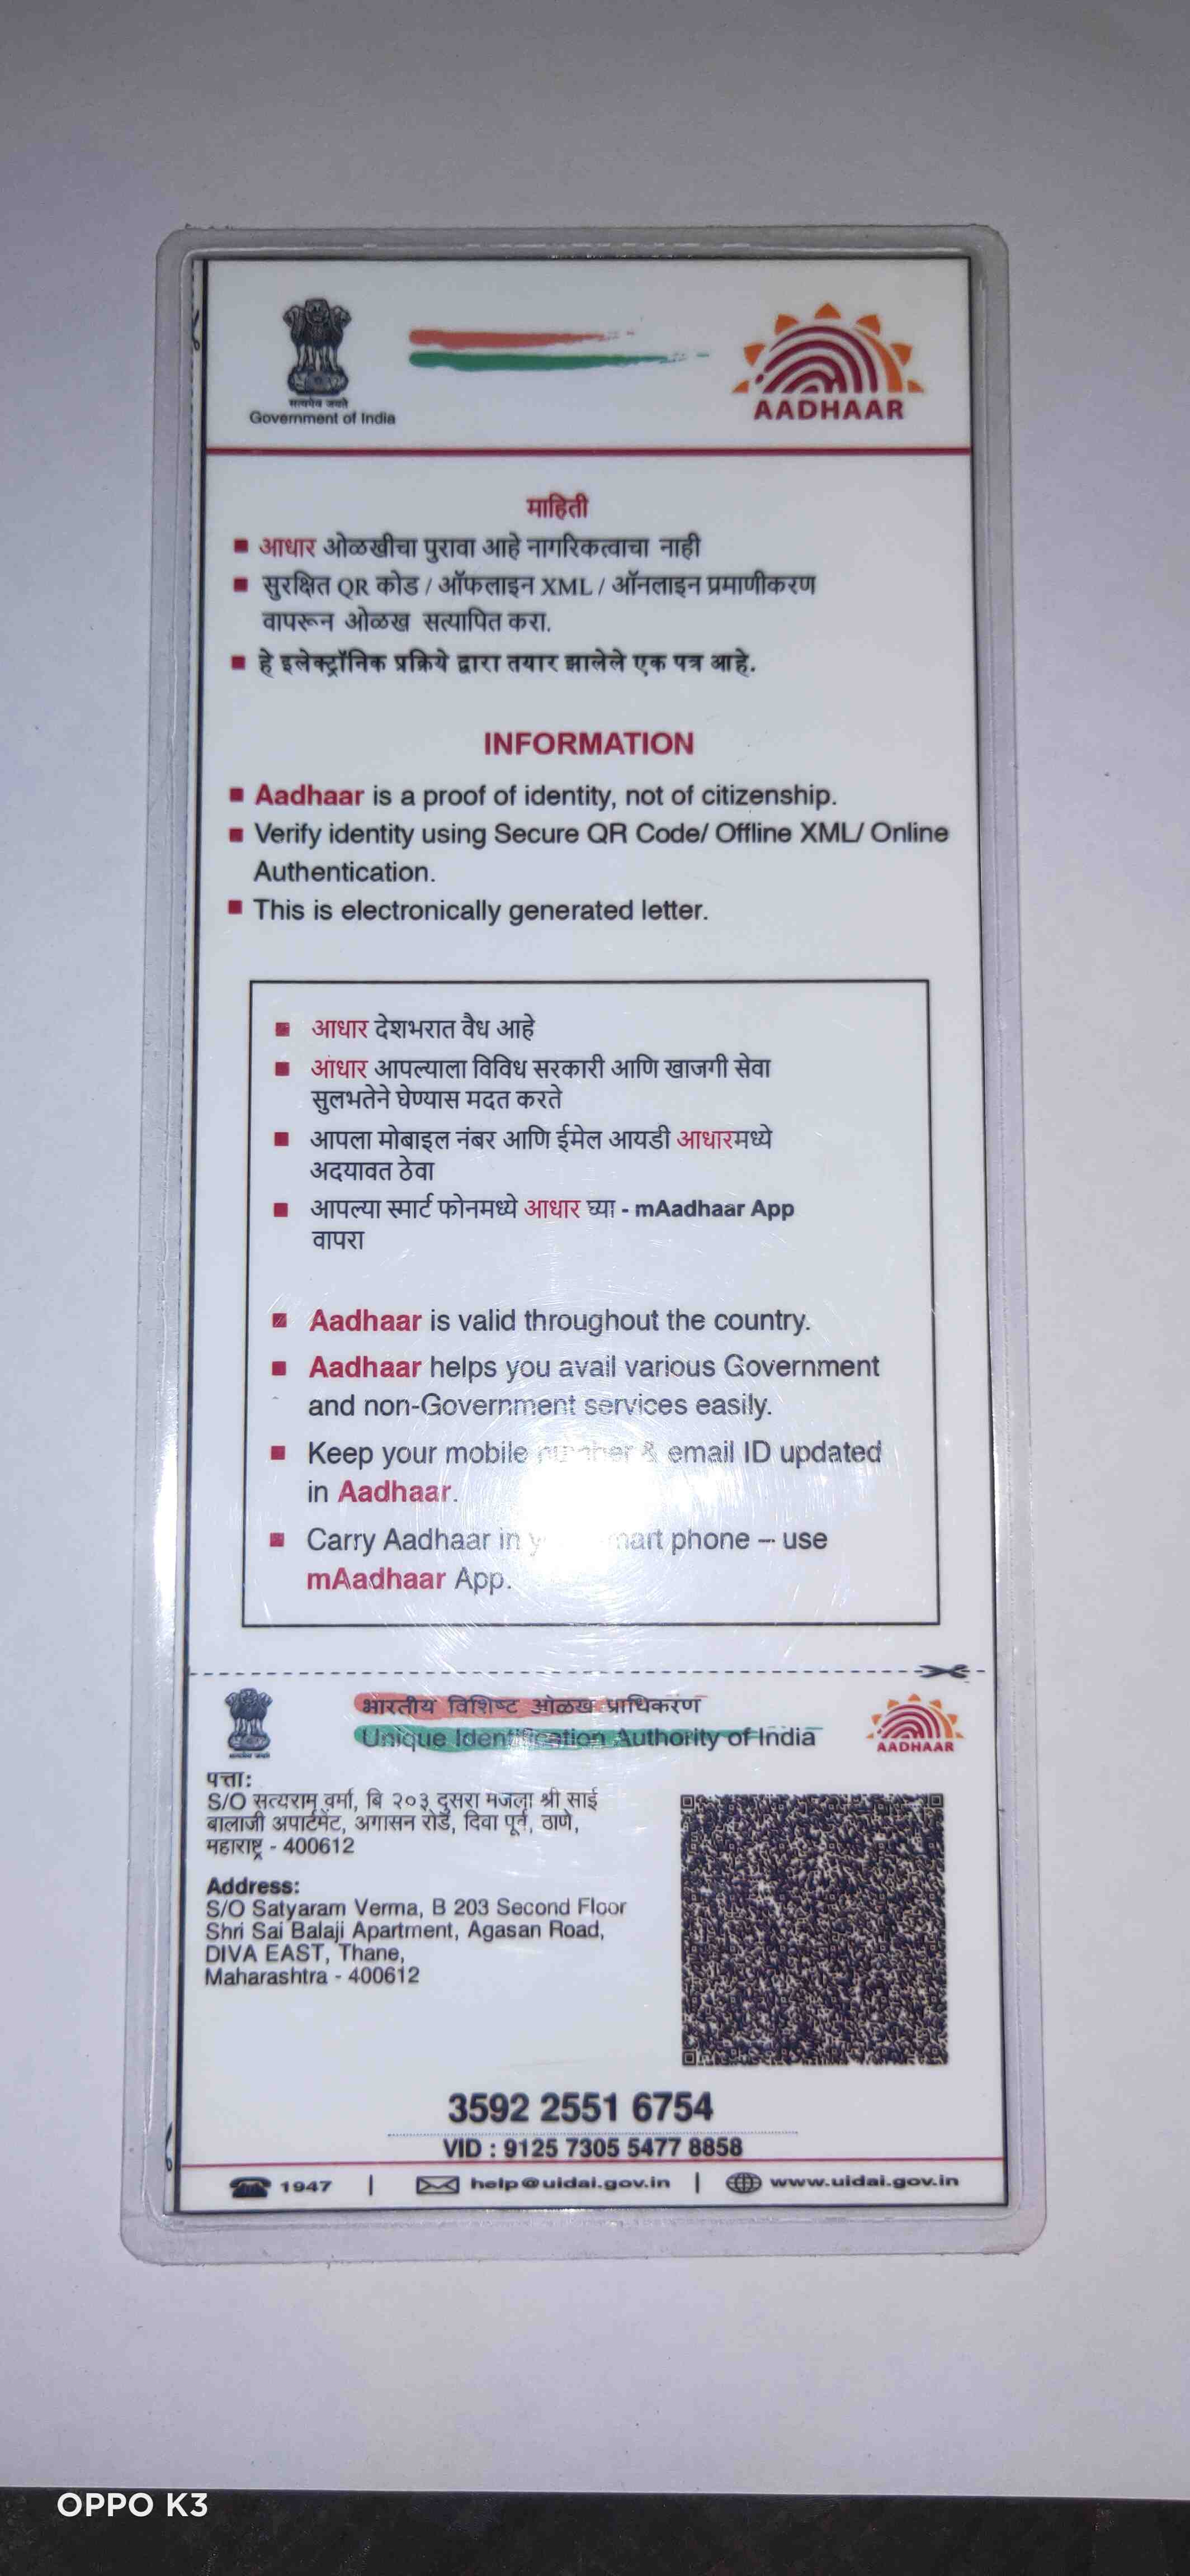 सत्यमेव जयते
Government of India
AADHAAR
माहिती
आधार ओळखीचा पुरावा आहे नागरिकत्वाचा नाही
सुरक्षित QR कोड / ऑफलाइन XML / ऑनलाइन प्रमाणीकरण
वापरून ओळख सत्यापित करा.
हे इलेक्ट्रॉनिक प्रक्रिये द्वारा तयार झालेले एक पत्र आहे.
INFORMATION
Aadhaar is a proof of identity, not of citizenship.
Verify identity using Secure QR Code/ Offline XML/ Online
Authentication.
This is electronically generated letter.
आधार देशभरात वैध आहे
आधार आपल्याला विविध सरकारी आणि खाजगी सेवा
सुलभतेने घेण्यास मदत करते
आपला मोबाइल नंबर आणि ईमेल आयडी आधारमध्ये
अदयावत ठेवा
आपल्या स्मार्ट फोनमध्ये आधार घ्या - mAadhaar App
वापरा
Aadhaar is valid throughout the country.
Aadhaar helps you avail various Government
and non-Government services easily.
Keep your mobile number & email ID updated
in Aadhaar.
Carry Aadhaar in phone – use
mAadhaar App.
भारतीय विशिष्ट ओळख प्राधिकरण
Unique Identification Authority of India
सत्यमेव जयते
AADHAAR
पत्ता:
S/O सत्यराम वर्मा, बि २०३ दुसरा मजला श्री साई
बालाजी अपार्टमेंट, अगासन रोड, दिवा पूर्व, ठाणे,
महाराष्ट्र - 400612
Address:
S/O Satyaram Verma, B 203 Second Floor
Shri Sai Balaji Apartment, Agasan Road,
DIVA EAST, Thane,
Maharashtra - 400612
3592 2551 6754
VID : 9125 7305 5477 8858
1947 | help@uidai.gov.in | www.uidai.gov.in
OPPO K3